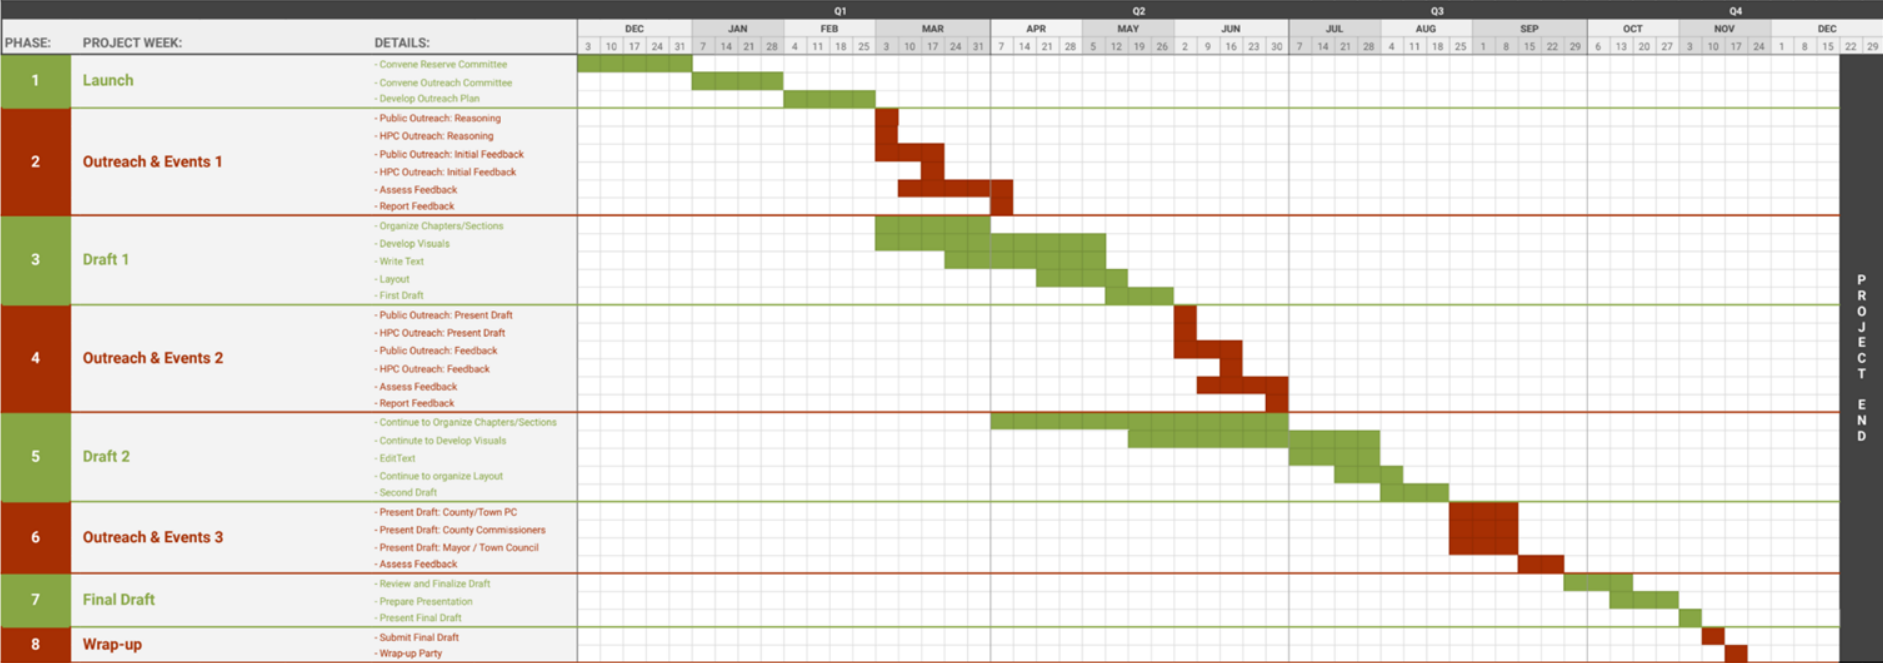 Q1 Q2 Q3 Q4
DEC JAN FEB MAR APR MAY JUN JUL AUG SEP OCT NOV DEC
PHASE: PROJECT WEEK: DETAILS: 3 10 17 24 31 7 14 21 28 4 11 18 25 3 10 17 24 31 7 14 21 28 5 12 19 26 2 9 16 23 30 7 14 21 28 4 11 18 25 1 8 15 22 29 6 13 20 27 3 10 17 24 1 8 15 22 29
1 Launch
- Convene Reserve Committee
- Convene Outreach Committee
- Develop Outreach Plan
2 Outreach & Events 1
- Public Outreach: Reasoning
- HPC Outreach: Reasoning
- Public Outreach: Initial Feedback
- HPC Outreach: Initial Feedback
- Assess Feedback
- Report Feedback
3 Draft 1
- Organize Chapters/Sections
- Develop Visuals
- Write Text
- Layout
- First Draft
4 Outreach & Events 2
- Public Outreach: Present Draft
- HPC Outreach: Present Draft
- Public Outreach: Feedback
- HPC Outreach: Feedback
- Assess Feedback
- Report Feedback
5 Draft 2
- Continue to Organize Chapters/Sections
- Continute to Develop Visuals
- EditText
- Continue to organize Layout
- Second Draft
6 Outreach & Events 3
- Present Draft: County/Town PC
- Present Draft: County Commissioners
- Present Draft: Mayor / Town Council
- Assess Feedback
7 Final Draft
- Review and Finalize Draft
- Prepare Presentation
- Present Final Draft
8 Wrap-up
- Submit Final Draft
- Wrap-up Party
PROJECT END